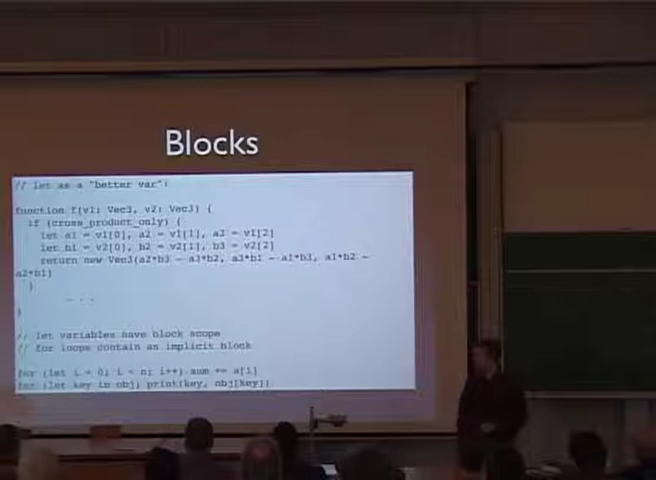 Blocks
// let as a "better var":
function f(v1: Vec3, v2: Vec3) {
if (cross_product_only) {
let a1 = v1[0], a2 = v1[1], a3 = v1[2]
let b1 = v2[0], b2 = v2[1], b3 = v2[2]
return new Vec3(a2*b3 - a3*b2, a3*b1 - a1*b3, a1*b2 -
a2*b1)
}
. . .
}
// let variables have block scope
// for loops contain an implicit block
for (let i = 0; i < n; i++) sum += a[i]
for (let key in obj) print(key, obj[key])